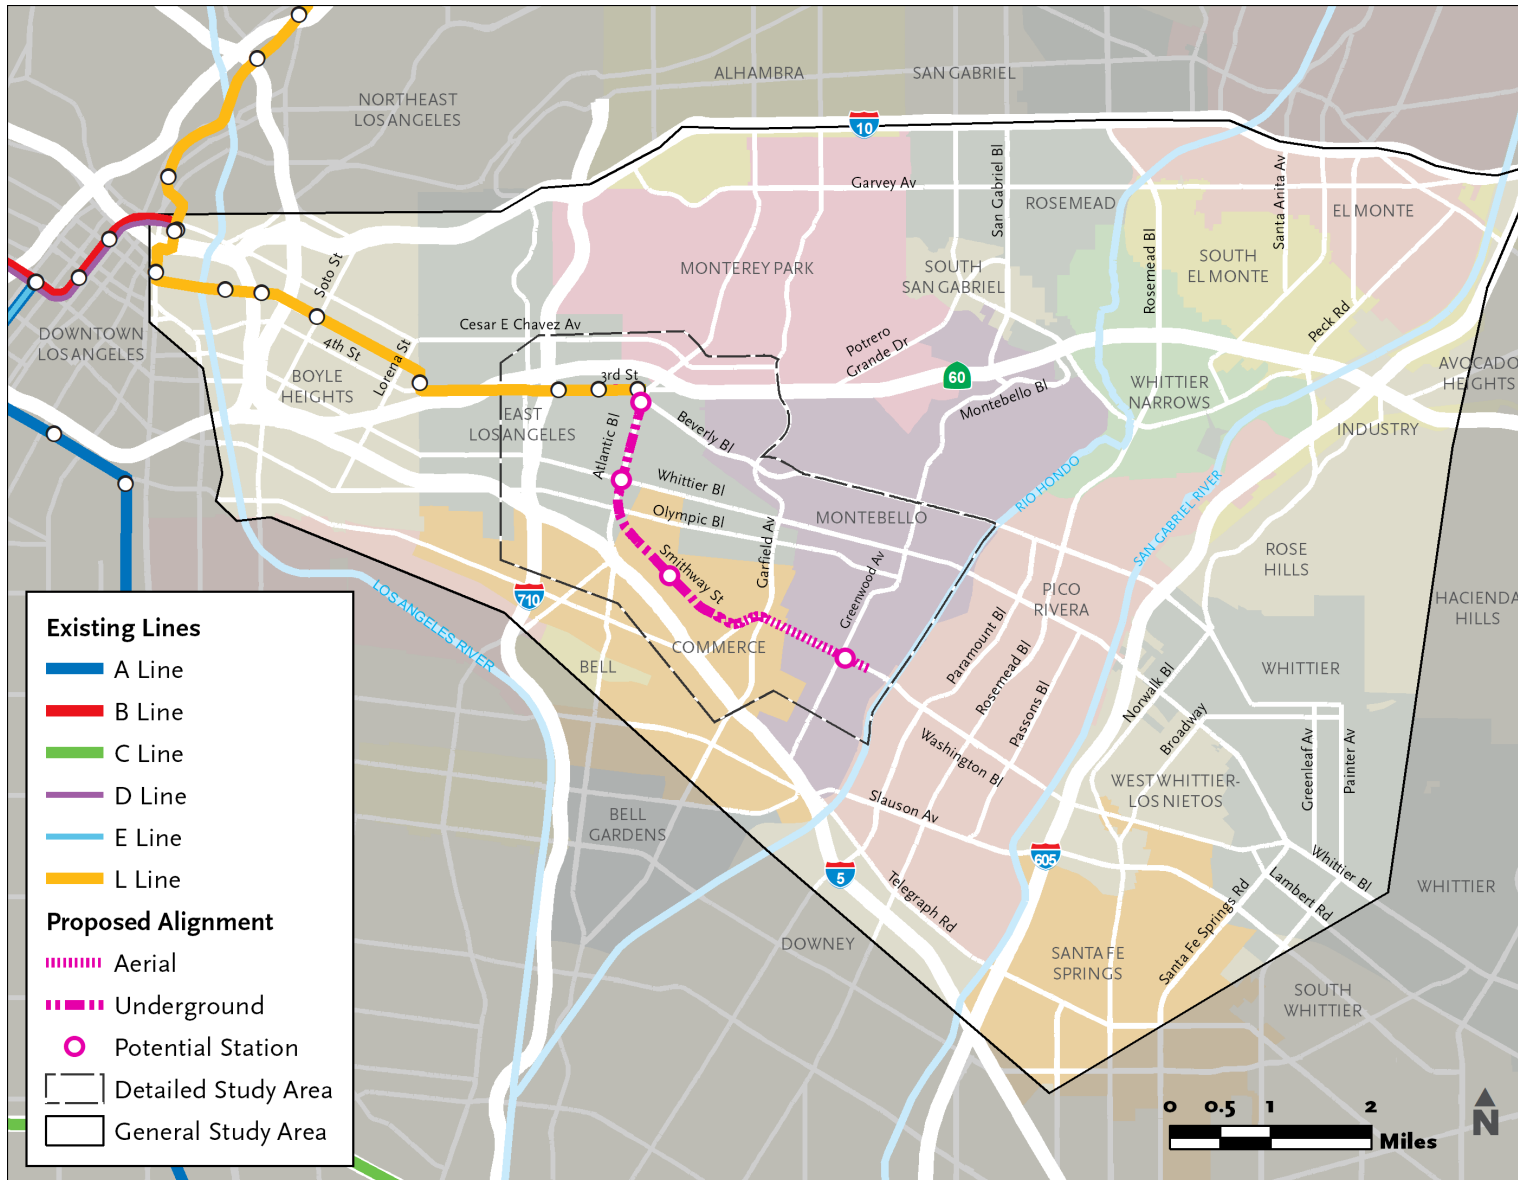 ALHAMBRA
SAN GABRIEL
NORTHEAST
LOS ANGELES
10
Garvey Av
San Gabriel Bl
ROSEMEAD
Santa Anita Av
EL MONTE
Rosemead Bl
SOUTH
EL MONTE
MONTEREY PARK
SOUTH
SAN GABRIEL
Soto St
DOWNTOWN
LOS ANGELES
Cesar E Chavez Av
4th St
Lorena St
BOYLE
HEIGHTS
Potrero
Grande Dr
Peck Rd
3rd St
60
AVOCADO
HEIGHTS
Montebello Bl
WHITTIER
NARROWS
EAST
LOS ANGELES
Atlantic Bl
Beverly Bl
INDUSTRY
Whittier Bl
Olympic Bl
MONTEBELLO
RIO HONDO
SAN GABRIEL RIVER
Garfield Av
Smithway St
Greenwood Av
ROSE
HILLS
PICO
RIVERA
HACIENDA
HILLS
710
LOS ANGELES RIVER
COMMERCE
BELL
Paramount Bl
Rosemead Bl
Passons Bl
Norwalk Bl
Broadway
WHITTIER
Washington Bl
Greenleaf Av
Painter Av
WEST WHITTIER-
LOS NIETOS
Slauson Av
BELL
GARDENS
605
5
Whittier Bl
Lambert Rd
WHITTIER
Telegraph Rd
Santa Fe Springs Rd
DOWNEY
SANTA FE
SPRINGS
SOUTH
WHITTIER
Existing Lines
A Line
B Line
C Line
D Line
E Line
L Line
Proposed Alignment
Aerial
Underground
Potential Station
Detailed Study Area
General Study Area
0 0.5 1 2
Miles
N